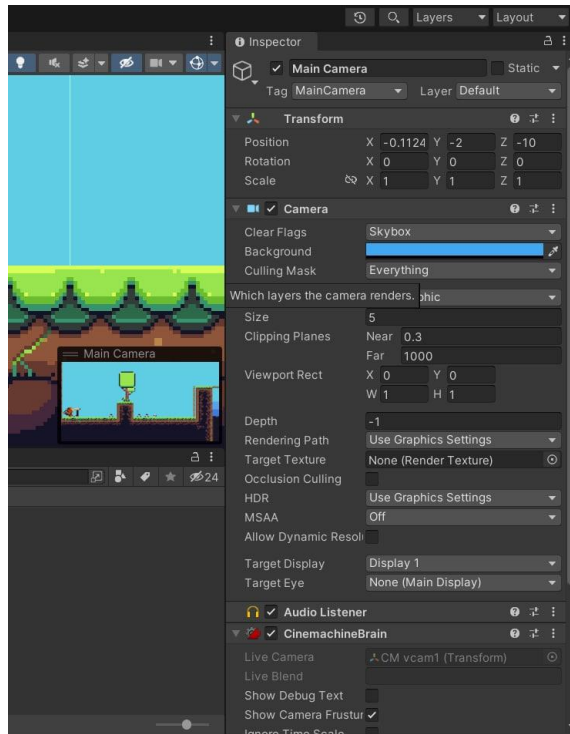 Layers Layout
Inspector
Main Camera Static
Tag MainCamera Layer Default
Transform
Position X -0.1124 Y -2 Z -10
Rotation X 0 Y 0 Z 0
Scale X 1 Y 1 Z 1
Camera
Clear Flags Skybox
Background
Culling Mask Everything
Which layers the camera renders.
Size 5
Clipping Planes Near 0.3
Far 1000
Viewport Rect X 0 Y 0
W 1 H 1
Depth -1
Rendering Path Use Graphics Settings
Target Texture None (Render Texture)
Occlusion Culling
HDR Use Graphics Settings
MSAA Off
Allow Dynamic Resol
Target Display Display 1
Target Eye None (Main Display)
Audio Listener
CinemachineBrain
Live Camera CM vcam1 (Transform)
Live Blend
Show Debug Text
Show Camera Frustur
Ignore Time Scale
Main Camera
24